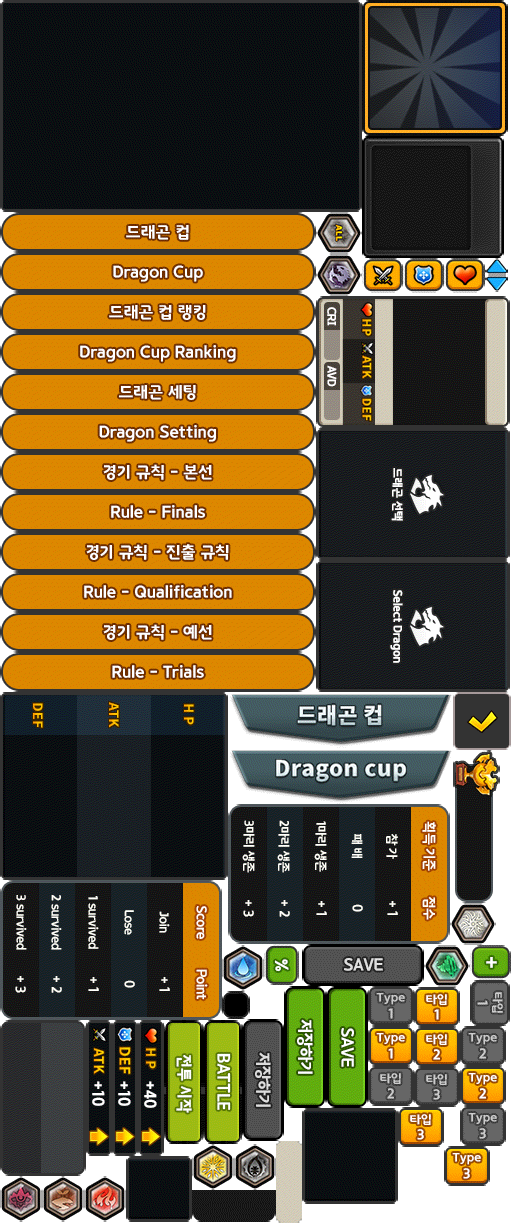 드래곤 컵
ALL
Dragon Cup
드래곤 컵 랭킹
Dragon Cup Ranking
드래곤 세팅
Dragon Setting
경기 규칙 - 본선
Rule - Finals
경기 규칙 - 진출 규칙
Rule - Qualification
경기 규칙 - 예선
Rule - Trials
HP ATK DEF
CRI AVD
드래곤 선택
Select Dragon
HP
ATK
DEF
드래곤 컵
Dragon cup
획득 기준 점수
참가 +1
패배 0
1마리 생존 +1
2마리 생존 +2
3마리 생존 +3
Score Point
Join +1
Lose 0
1 survived +1
2 survived +2
3 survived +3
%
SAVE
+
저장하기
SAVE
Type 1
타입 1
타입 1
Type 1
타입 2
Type 2
타입 2
타입 3
Type 2
타입 3
Type 3
Type 3
HP +40
DEF +10
ATK +10
전투 시작
BATTLE
저장하기